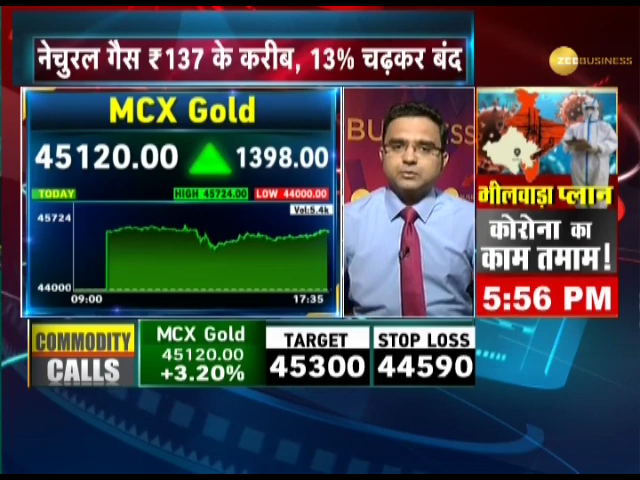 नेचुरल गैस ₹137 के करीब, 13% चढ़कर बंद
ZEEBUSINESS
MCX Gold
45120.00 1398.00
TODAY HIGH 45724.00 LOW 44000.00
Vol:5.4k
45724
44000
09:00 17:35
BUSINESS
भीलवाड़ा प्लान
कोरोना का
काम तमाम!
5:56 PM
COMMODITY
CALLS
MCX Gold
45120.00
+3.20%
TARGET
45300
STOP LOSS
44590